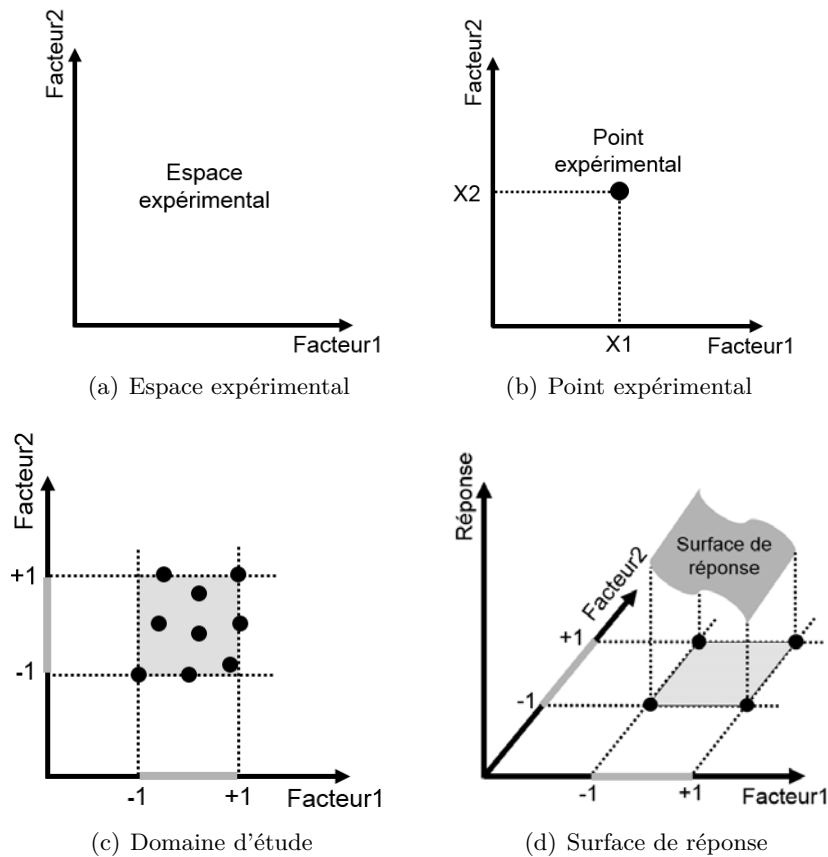 Facteur2
Espace
expérimental
Facteur1
(a) Espace expérimental
Facteur2
Point
expérimental
X2
X1
Facteur1
(b) Point expérimental
Facteur2
+1
-1
-1
+1
Facteur1
(c) Domaine d'étude
Réponse
Surface de
réponse
Facteur2
+1
-1
-1
+1
Facteur1
(d) Surface de réponse